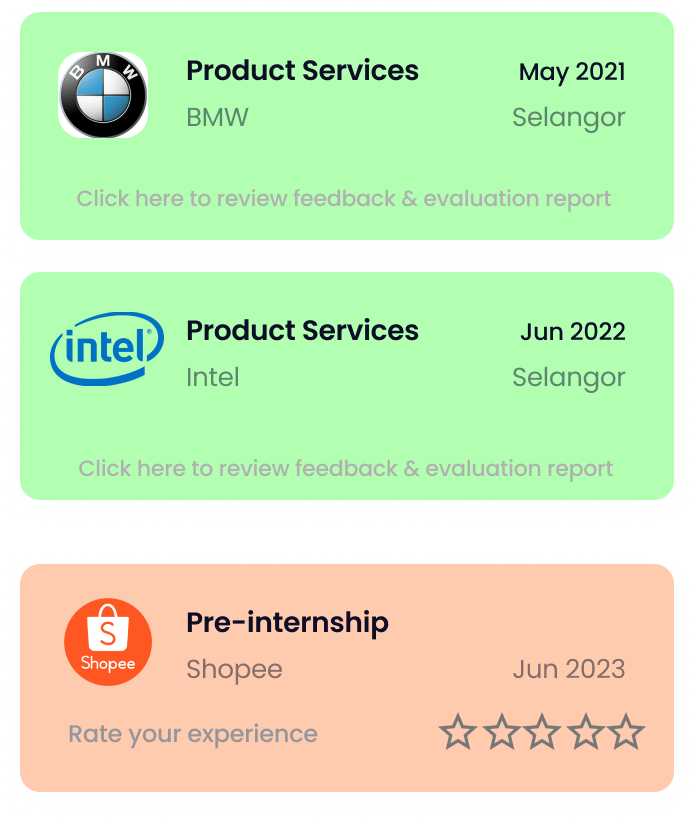 BMW
Product Services May 2021
BMW Selangor
Click here to review feedback & evaluation report
intel®
Product Services Jun 2022
Intel Selangor
Click here to review feedback & evaluation report
S
Shopee
Pre-internship
Shopee Jun 2023
Rate your experience